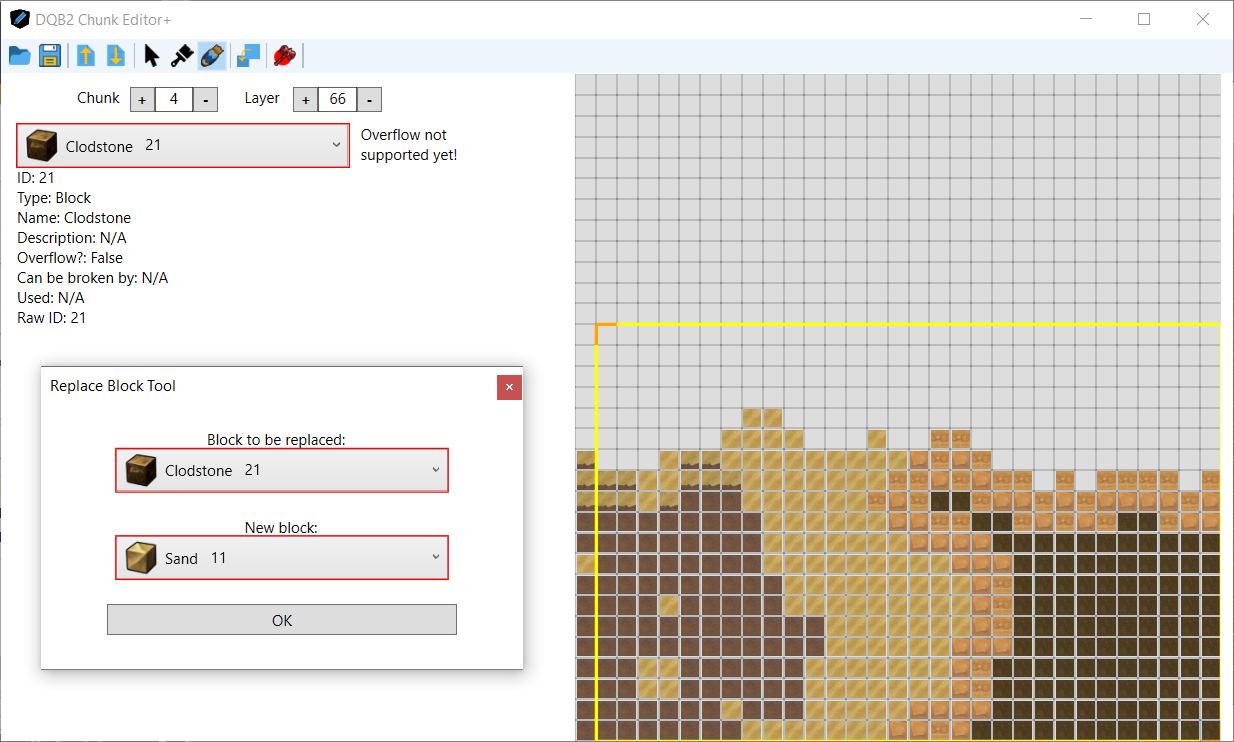 DQB2 Chunk Editor+
Chunk + 4 - Layer + 66 -
Clodstone 21
Overflow not
supported yet!
ID: 21
Type: Block
Name: Clodstone
Description: N/A
Overflow?: False
Can be broken by: N/A
Used: N/A
Raw ID: 21
Replace Block Tool
Block to be replaced:
Clodstone 21
New block:
Sand 11
OK